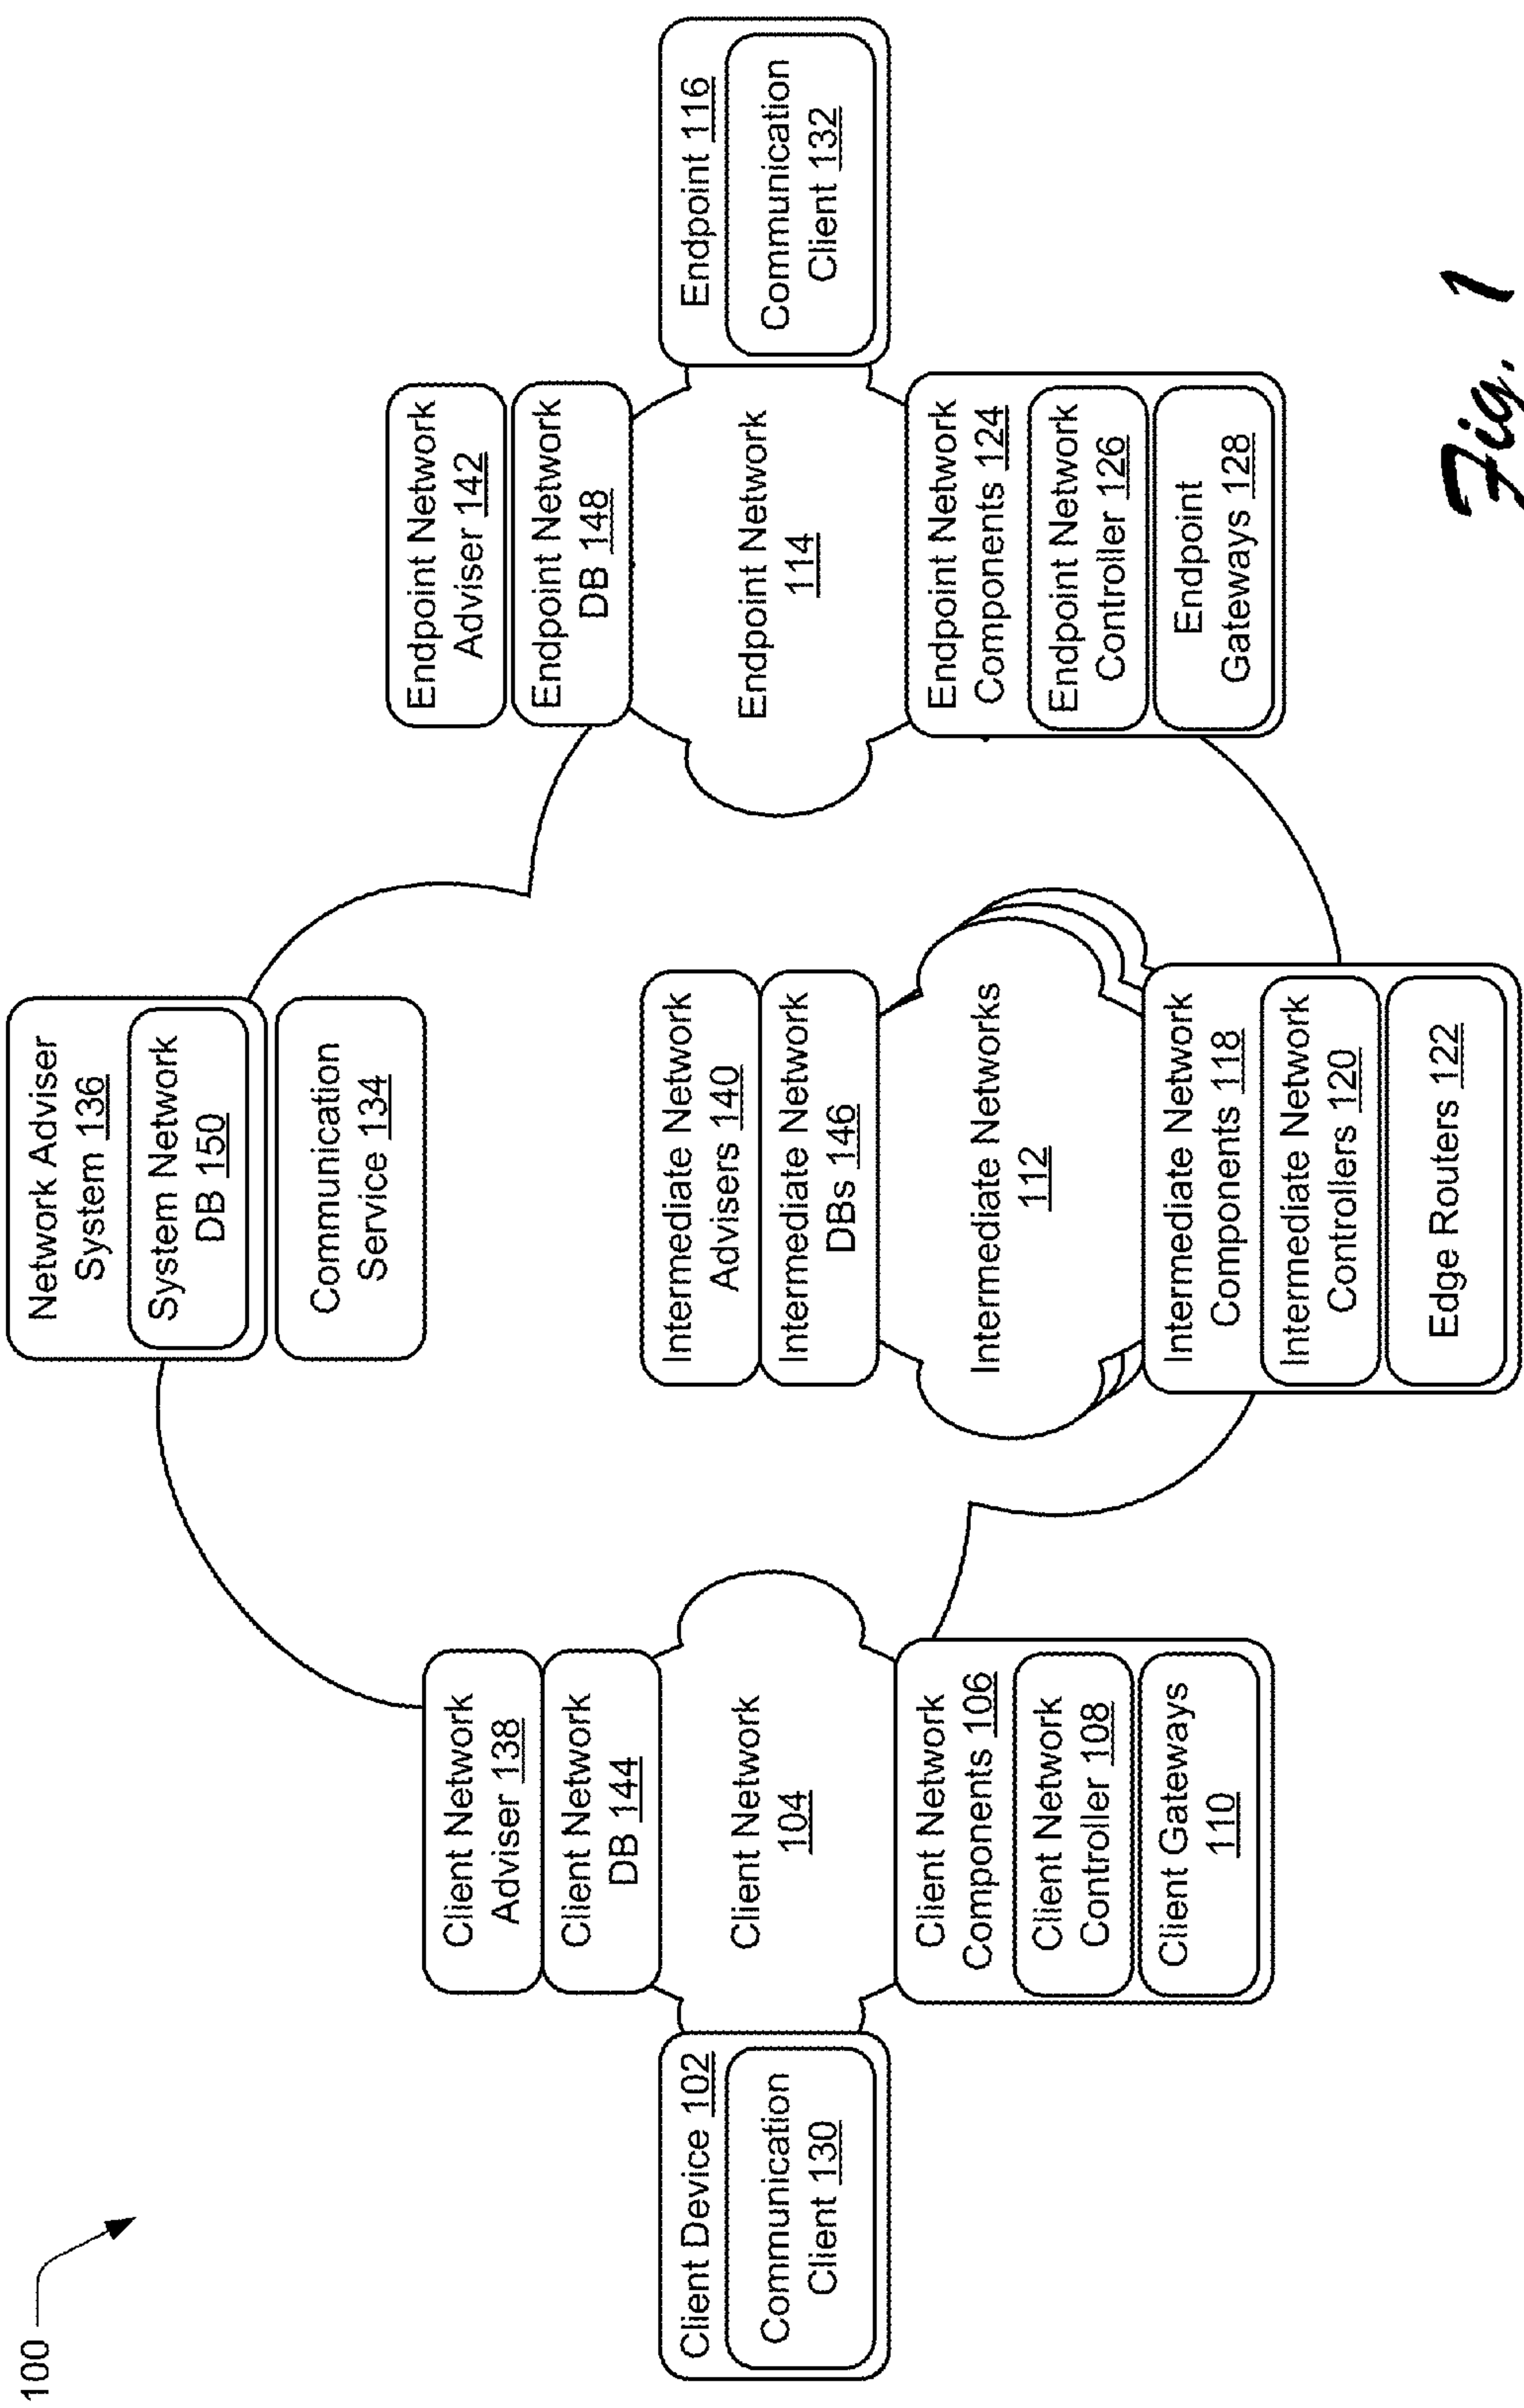 100
Network Adviser
System 136
System Network
DB 150
Communication
Service 134
Client Network
Adviser 138
Client Network
DB 144
Client Network
104
Client Device 102
Communication
Client 130
Client Network
Components 106
Client Network
Controller 108
Client Gateways
110
Intermediate Network
Advisers 140
Intermediate Network
DBs 146
Intermediate Networks
112
Intermediate Network
Components 118
Intermediate Network
Controllers 120
Edge Routers 122
Endpoint Network
Adviser 142
Endpoint Network
DB 148
Endpoint Network
114
Endpoint 116
Communication
Client 132
Endpoint Network
Components 124
Endpoint Network
Controller 126
Endpoint
Gateways 128
Fig. 1